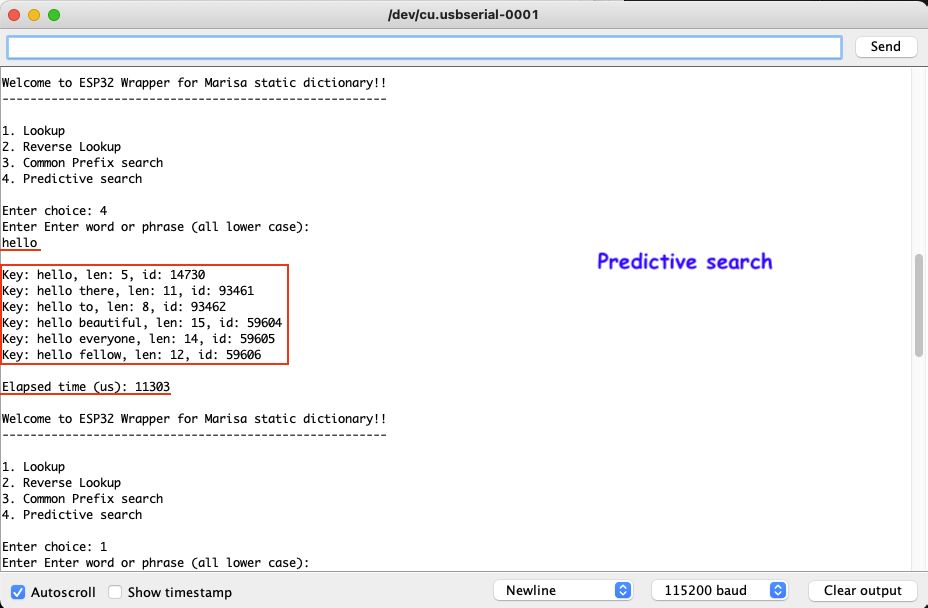 /dev/cu.usbserial-0001
Send
Welcome to ESP32 Wrapper for Marisa static dictionary!!
-------------------------------------------------------
1. Lookup
2. Reverse Lookup
3. Common Prefix search
4. Predictive search
Enter choice: 4
Enter Enter word or phrase (all lower case):
hello
Predictive search
Key: hello, len: 5, id: 14730
Key: hello there, len: 11, id: 93461
Key: hello to, len: 8, id: 93462
Key: hello beautiful, len: 15, id: 59604
Key: hello everyone, len: 14, id: 59605
Key: hello fellow, len: 12, id: 59606
Elapsed time (us): 11303
Welcome to ESP32 Wrapper for Marisa static dictionary!!
-------------------------------------------------------
1. Lookup
2. Reverse Lookup
3. Common Prefix search
4. Predictive search
Enter choice: 1
Enter Enter word or phrase (all lower case):
Autoscroll Show timestamp Newline 115200 baud Clear output